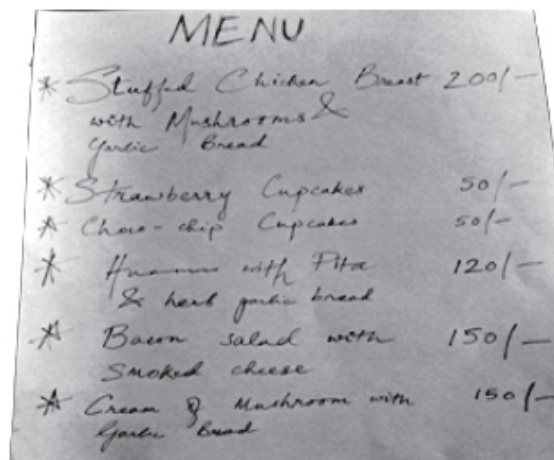 MENU
* Stuffed Chicken Breast 200/-
with Mushrooms &
Garlic Bread
* Strawberry Cupcakes 50/-
* Choco-chip Cupcakes 50/-
* Hummus with Pita 120/-
& herb garlic bread
* Bacon salad with 150/-
Smoked cheese
* Cream of Mushroom with 150/-
Garlic Bread